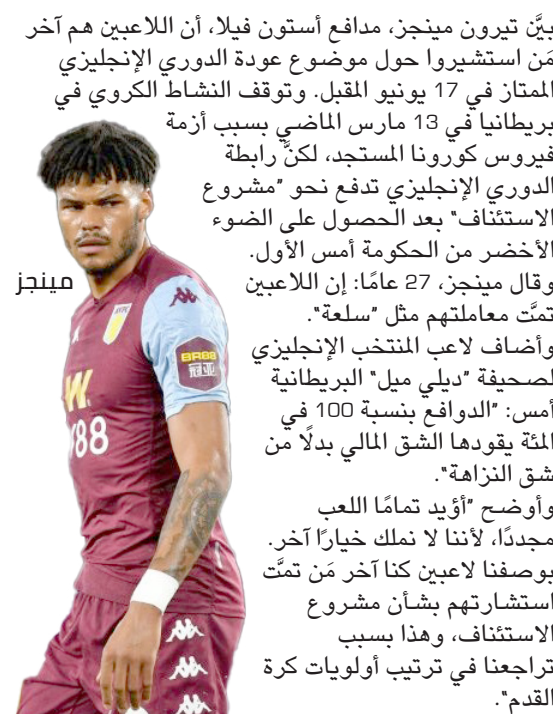 بيَّن تيرون مينجز، مدافع أستون فيلا، أن اللاعبين هم آخر
مَن استشيروا حول موضوع عودة الدوري الإنجليزي
الممتاز في 17 يونيو المقبل. وتوقف النشاط الكروي في
بريطانيا في 13 مارس الماضي بسبب أزمة
فيروس كورونا المستجد، لكنَّ رابطة
الدوري الإنجليزي تدفع نحو "مشروع
الاستئناف" بعد الحصول على الضوء
الأخضر من الحكومة أمس الأول.
وقال مينجز، 27 عامًا: إن اللاعبين
تمَّت معاملتهم مثل "سلعة".
وأضاف لاعب المنتخب الإنجليزي
لصحيفة "ديلي ميل" البريطانية
أمس: "الدوافع بنسبة 100 في
المئة يقودها الشق المالي بدلًا من
شق النزاهة".
وأوضح "أؤيد تمامًا اللعب
مجددًا، لأننا لا نملك خيارًا آخر.
بوصفنا لاعبين كنا آخر مَن تمَّت
استشارتهم بشأن مشروع
الاستئناف، وهذا بسبب
تراجعنا في ترتيب أولويات كرة
القدم".
مينجز
AVFC
BR88
W
88